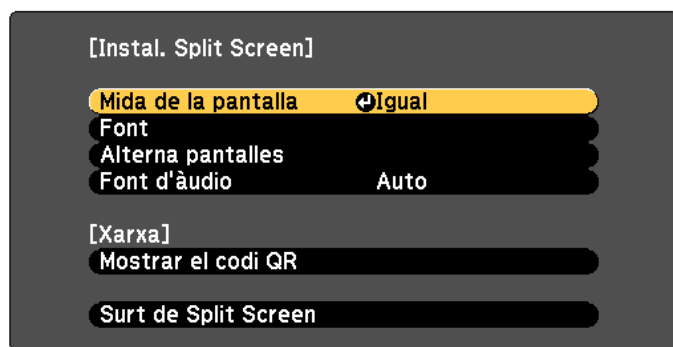 [Instal. Split Screen]
Mida de la pantalla Igual
Font
Alterna pantalles
Font d'àudio Auto
[Xarxa]
Mostrar el codi QR
Surt de Split Screen